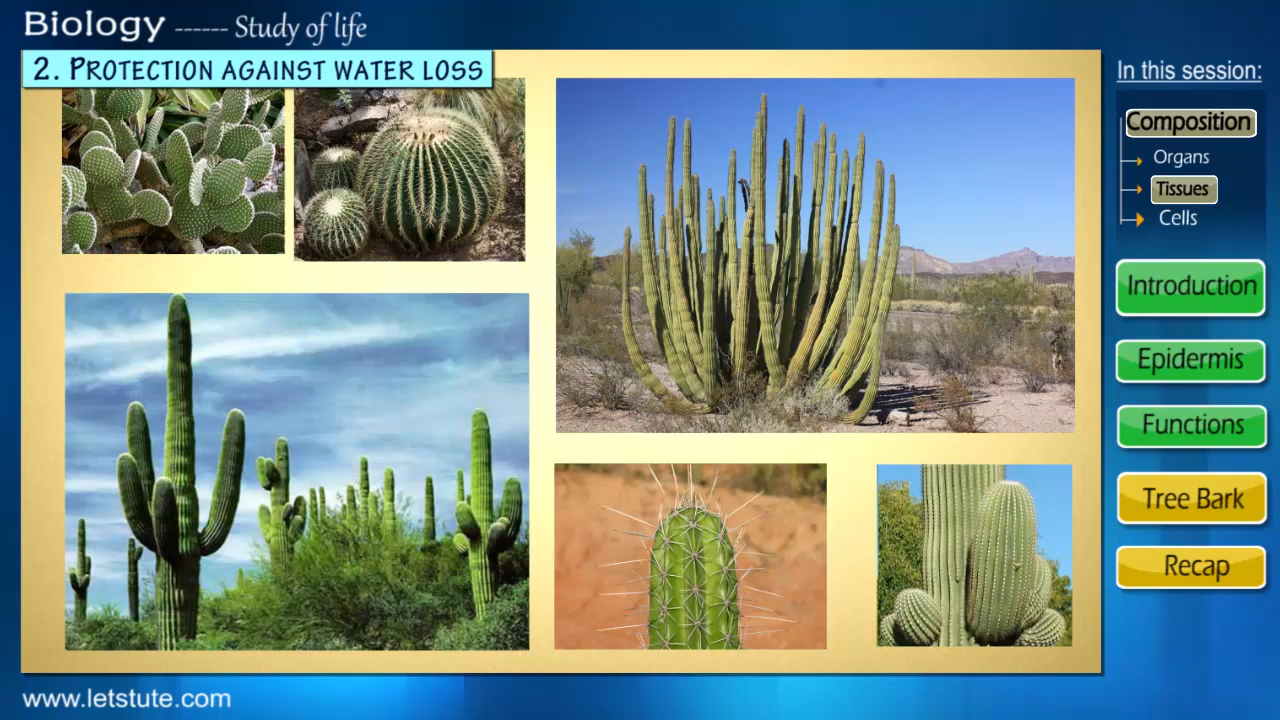 Biology ------ Study of life
2. PROTECTION AGAINST WATER LOSS
In this session:
Composition
Organs
Tissues
Cells
Introduction
Epidermis
Functions
Tree Bark
Recap
www.letstute.com